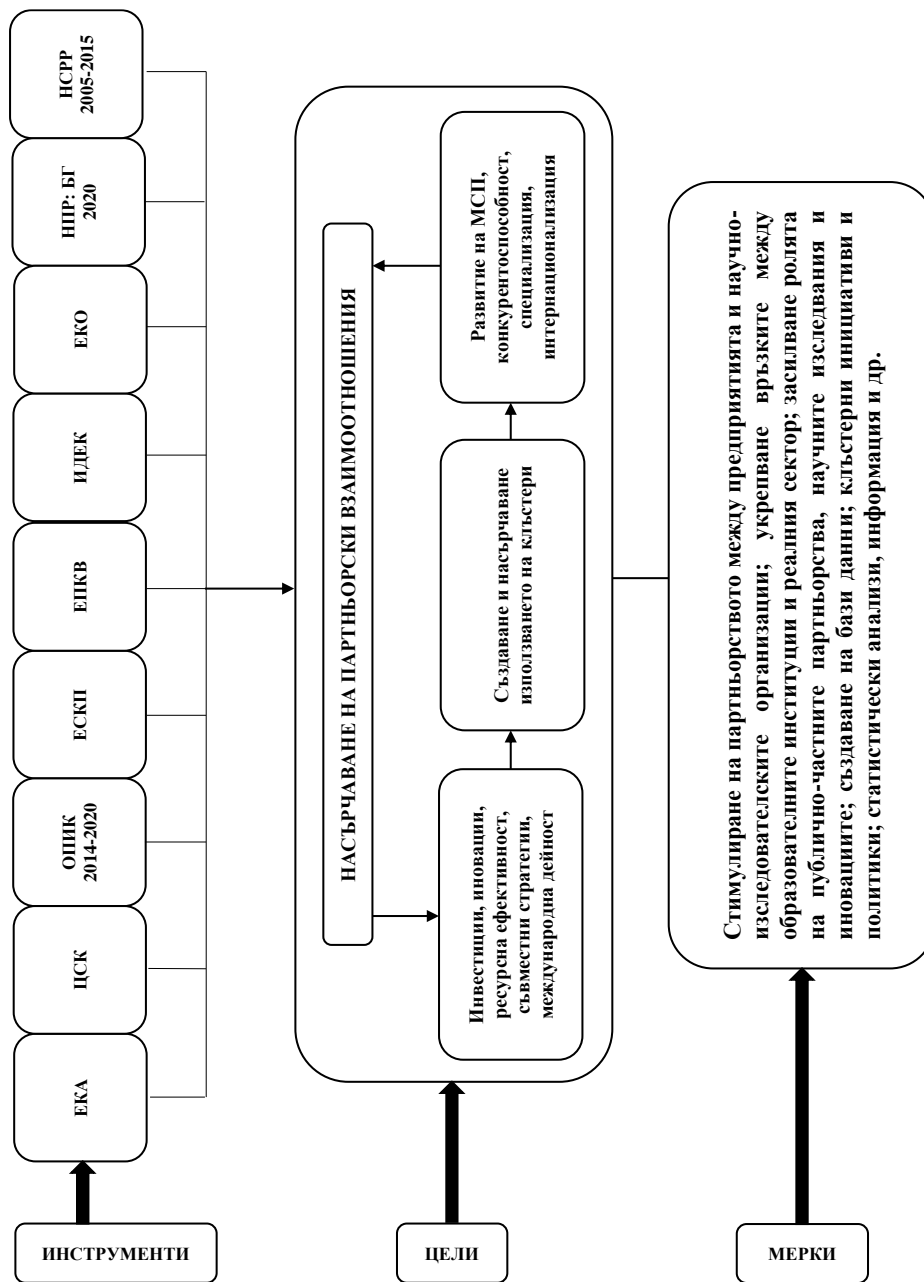 ИНСТРУМЕНТИ
ЕКА
ЦСК
ОПИК
2014-2020
ЕСКП
ЕПКВ
ИДЕК
ЕКО
НПР: БГ
2020
НСРР
2005-2015
ЦЕЛИ
НАСЪРЧАВАНЕ НА ПАРТНЬОРСКИ ВЗАИМООТНОШЕНИЯ
Инвестиции, иновации,
ресурсна ефективност,
съвместни стратегии,
международна дейност
Създаване и насърчаване
използването на клъстери
Развитие на МСП,
конкурентоспособност,
специализация,
интернационализация
МЕРКИ
Стимулиране на партньорството между предприятията и научно-
изследователските организации; укрепване връзките между
образователните институции и реалния сектор; засилване ролята
на публично-частните партньорства, научните изследвания и
иновациите; създаване на бази данни; клъстерни инициативи и
политики; статистически анализи, информация и др.